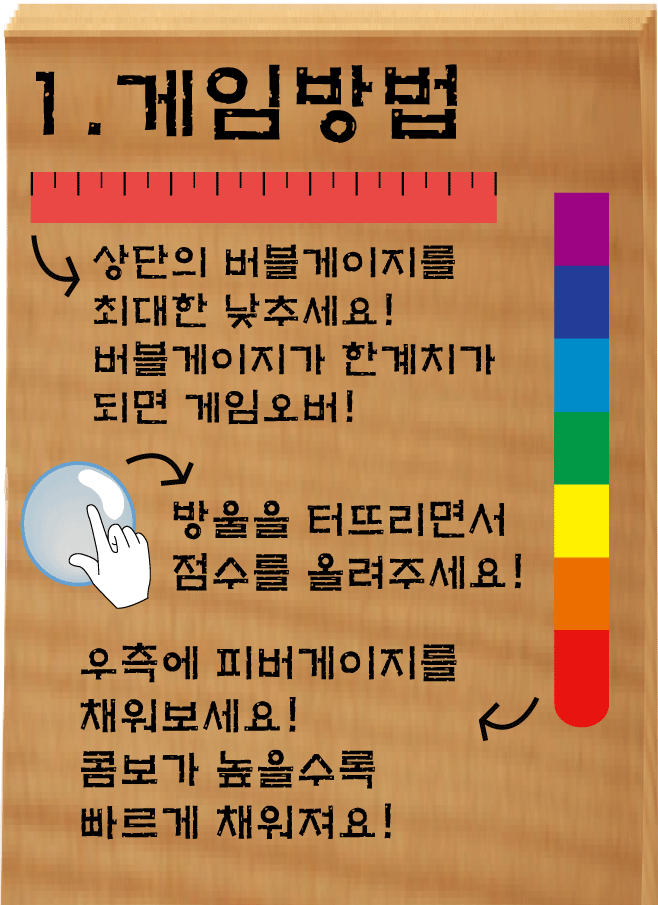 1.게임방법
상단의 버블게이지를
최대한 낮추세요!
버블게이지가 한계치가
되면 게임오버!
방울을 터뜨리면서
점수를 올려주세요!
우측에 피버게이지를
채워보세요!
콤보가 높을수록
빠르게 채워져요!